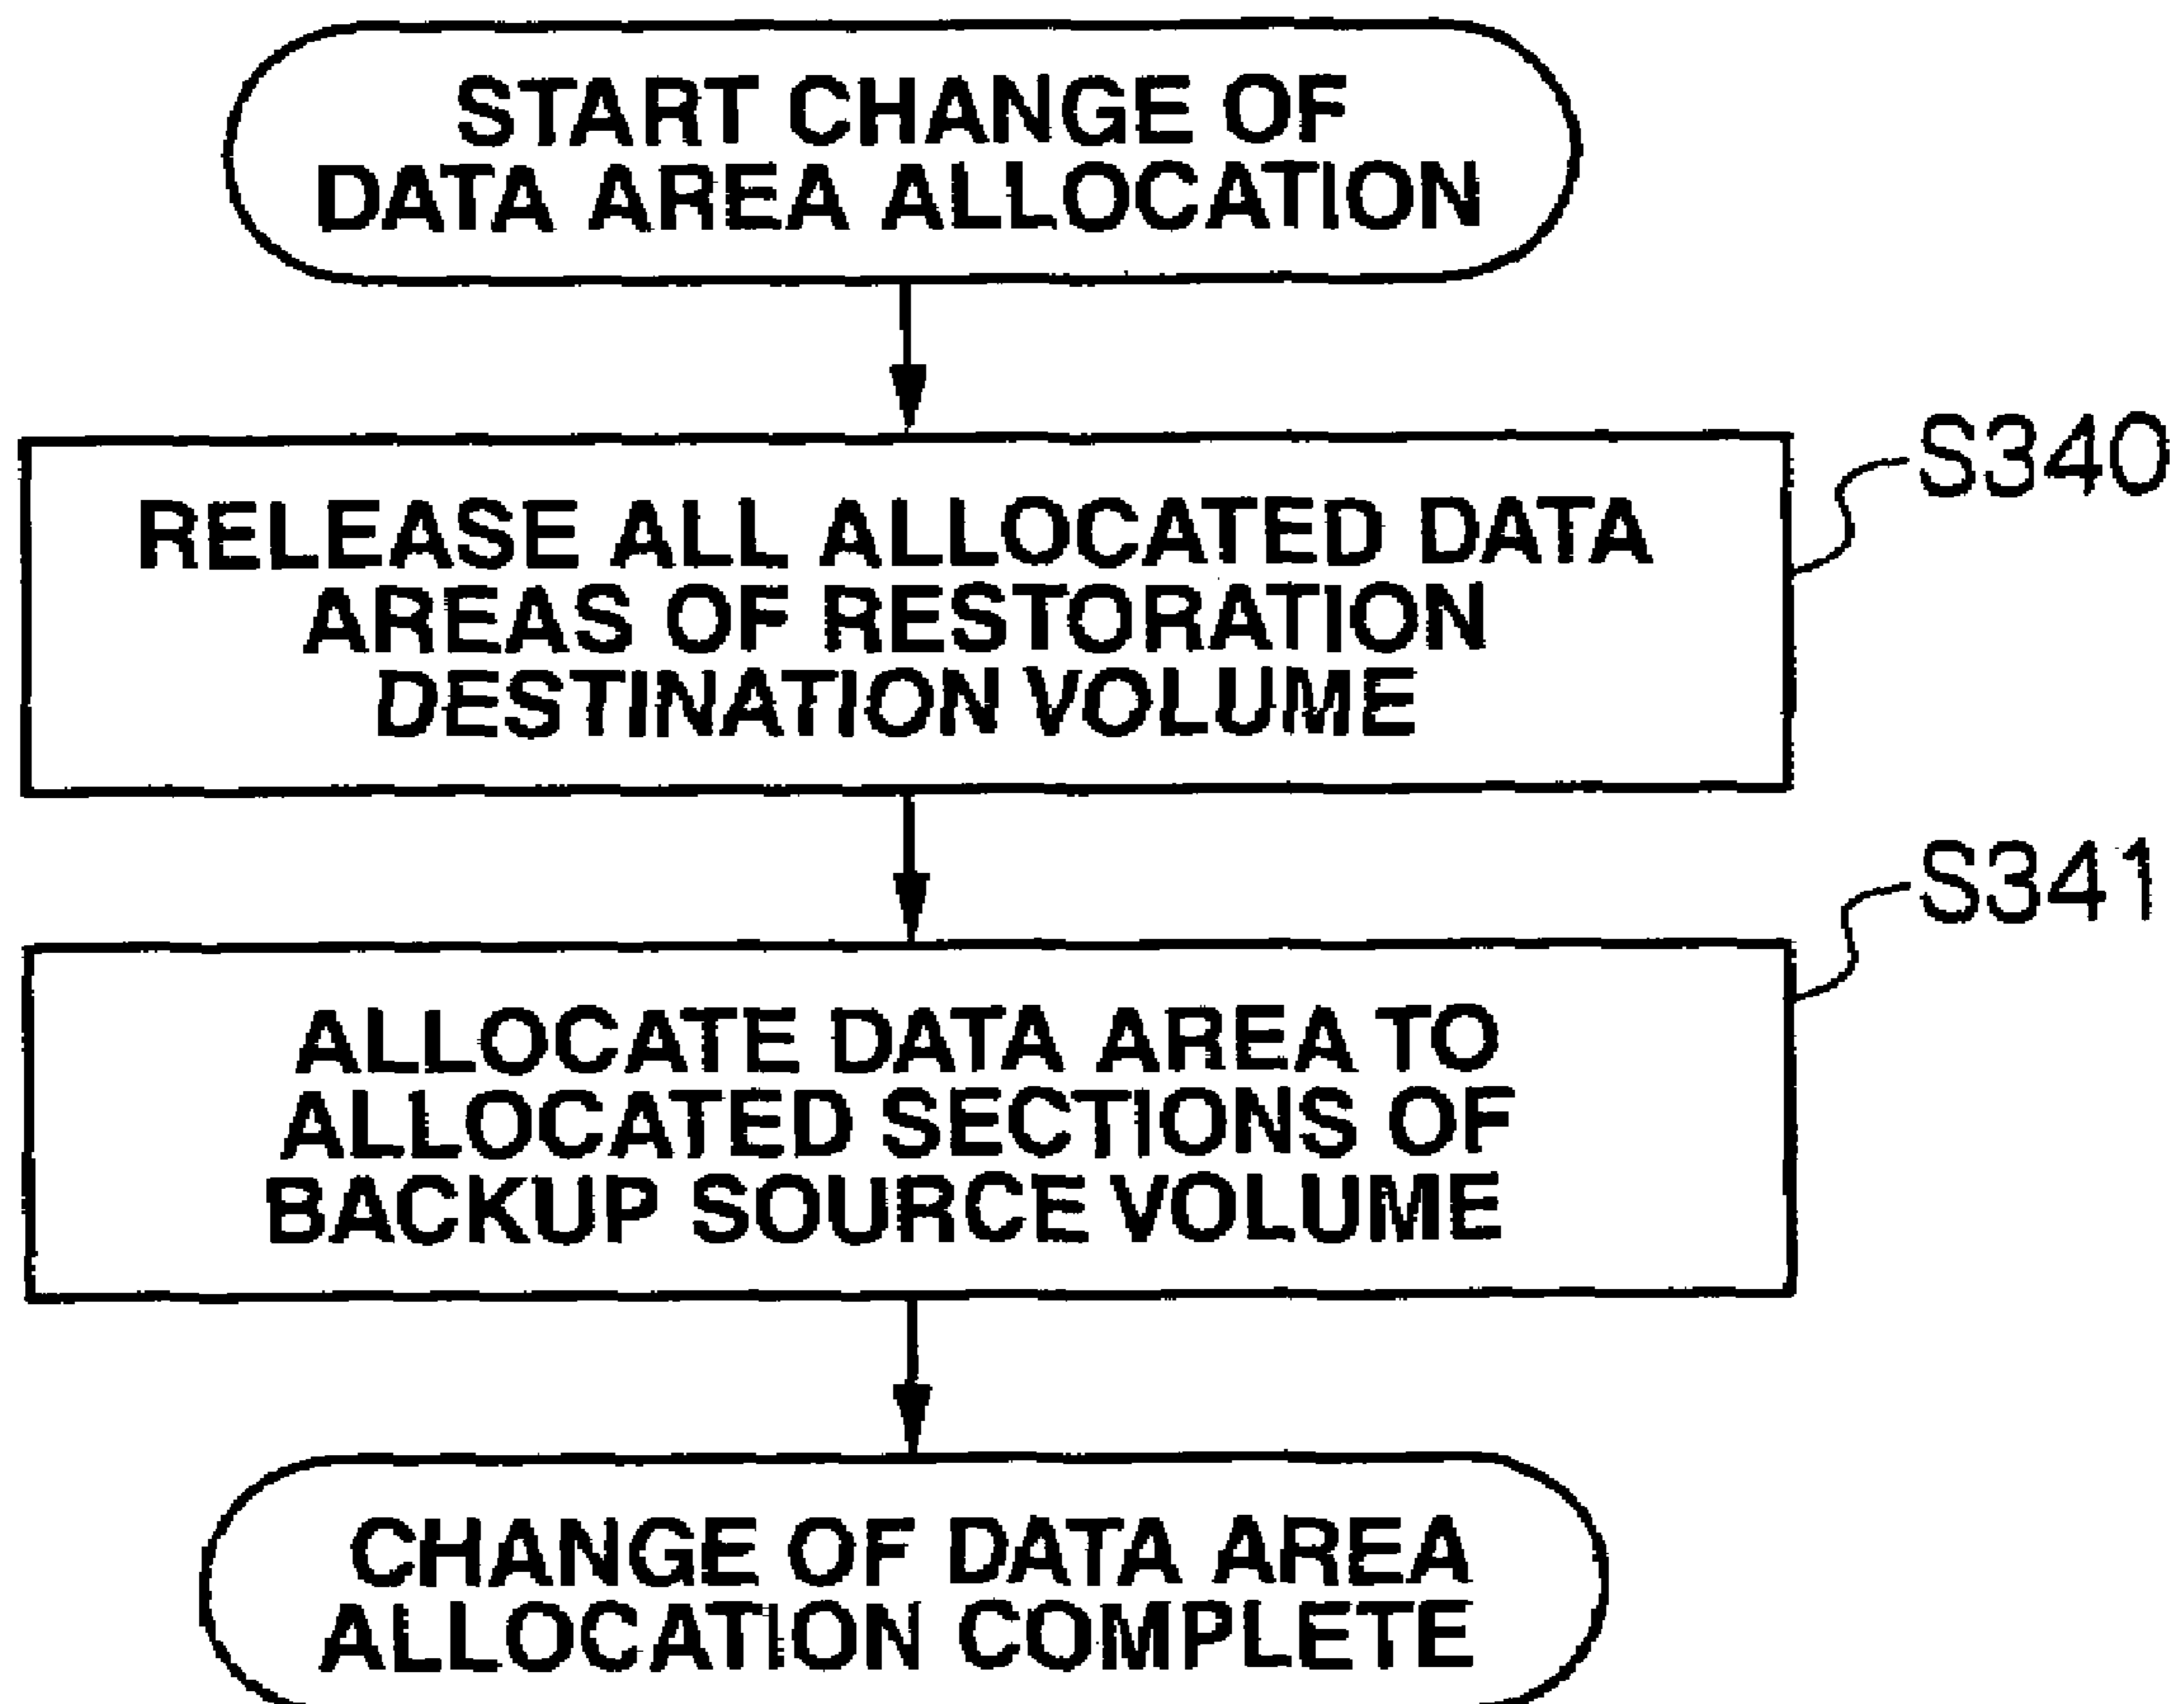 START CHANGE OF
DATA AREA ALLOCATION
S340
RELEASE ALL ALLOCATED DATA
AREAS OF RESTORATION
DESTINATION VOLUME
S341
ALLOCATE DATA AREA TO
ALLOCATED SECTIONS OF
BACKUP SOURCE VOLUME
CHANGE OF DATA AREA
ALLOCATION COMPLETE